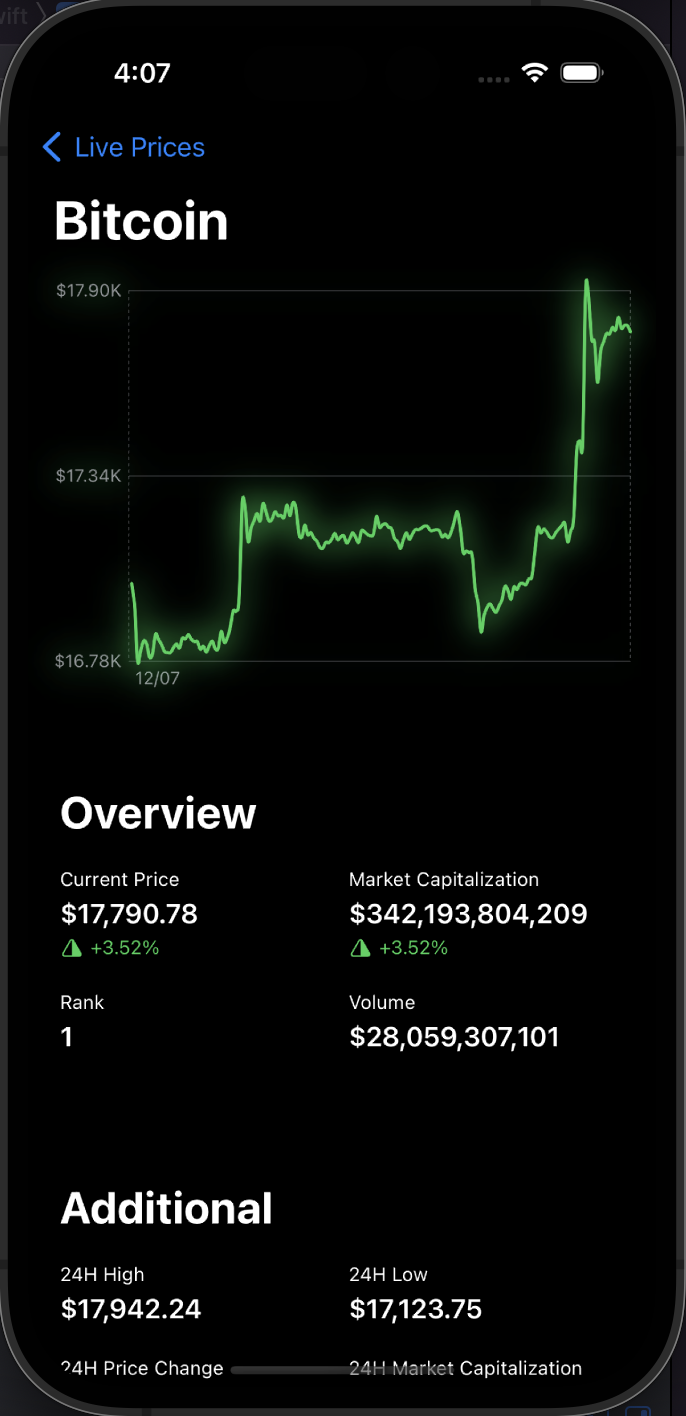 4:07
Live Prices
Bitcoin
$17.90K
$17.34K
$16.78K
12/07
Overview
Current Price Market Capitalization
$17,790.78 $342,193,804,209
+3.52% +3.52%
Rank Volume
1 $28,059,307,101
Additional
24H High 24H Low
$17,942.24 $17,123.75
24H Price Change 24H Market Capitalization